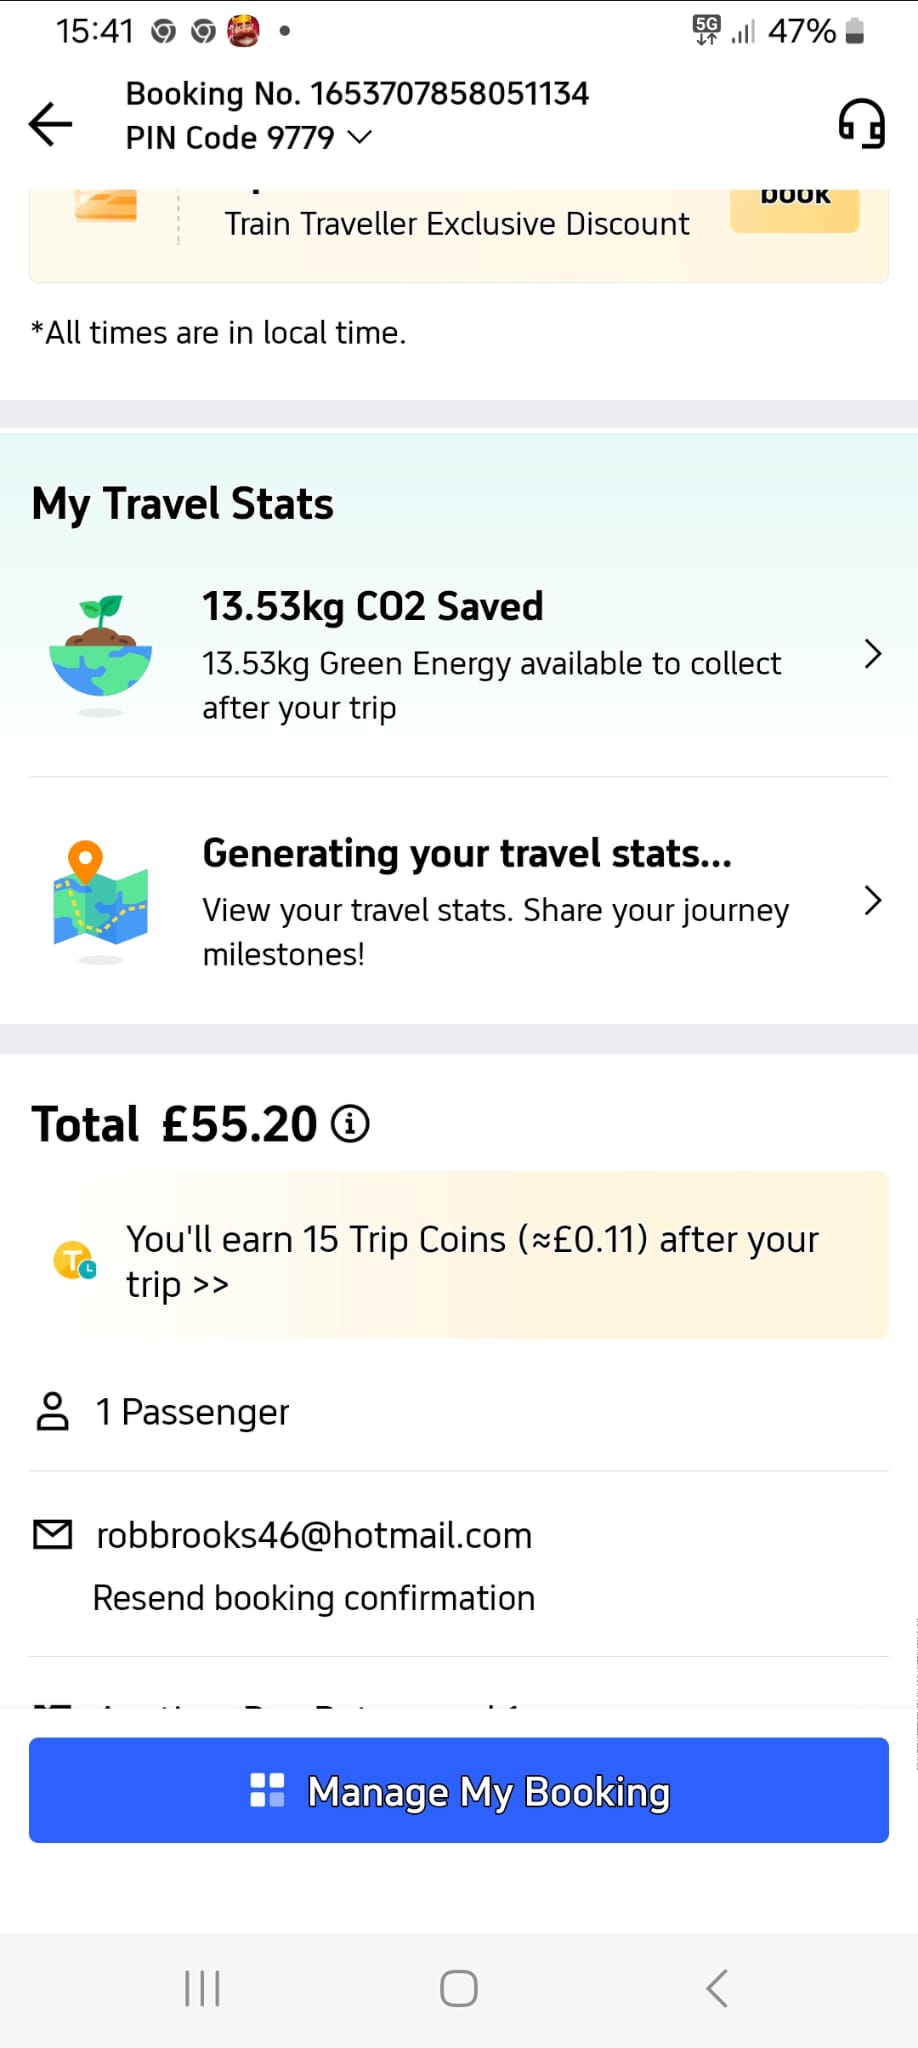 15:41
5G
47%
Booking No. 1653707858051134
PIN Code 9779
book
Train Traveller Exclusive Discount
*All times are in local time.
My Travel Stats
13.53kg CO2 Saved
13.53kg Green Energy available to collect
after your trip
Generating your travel stats...
View your travel stats. Share your journey
milestones!
Total £55.20
You'll earn 15 Trip Coins (≈£0.11) after your
trip >>
1 Passenger
robbrooks46@hotmail.com
Resend booking confirmation
Manage My Booking